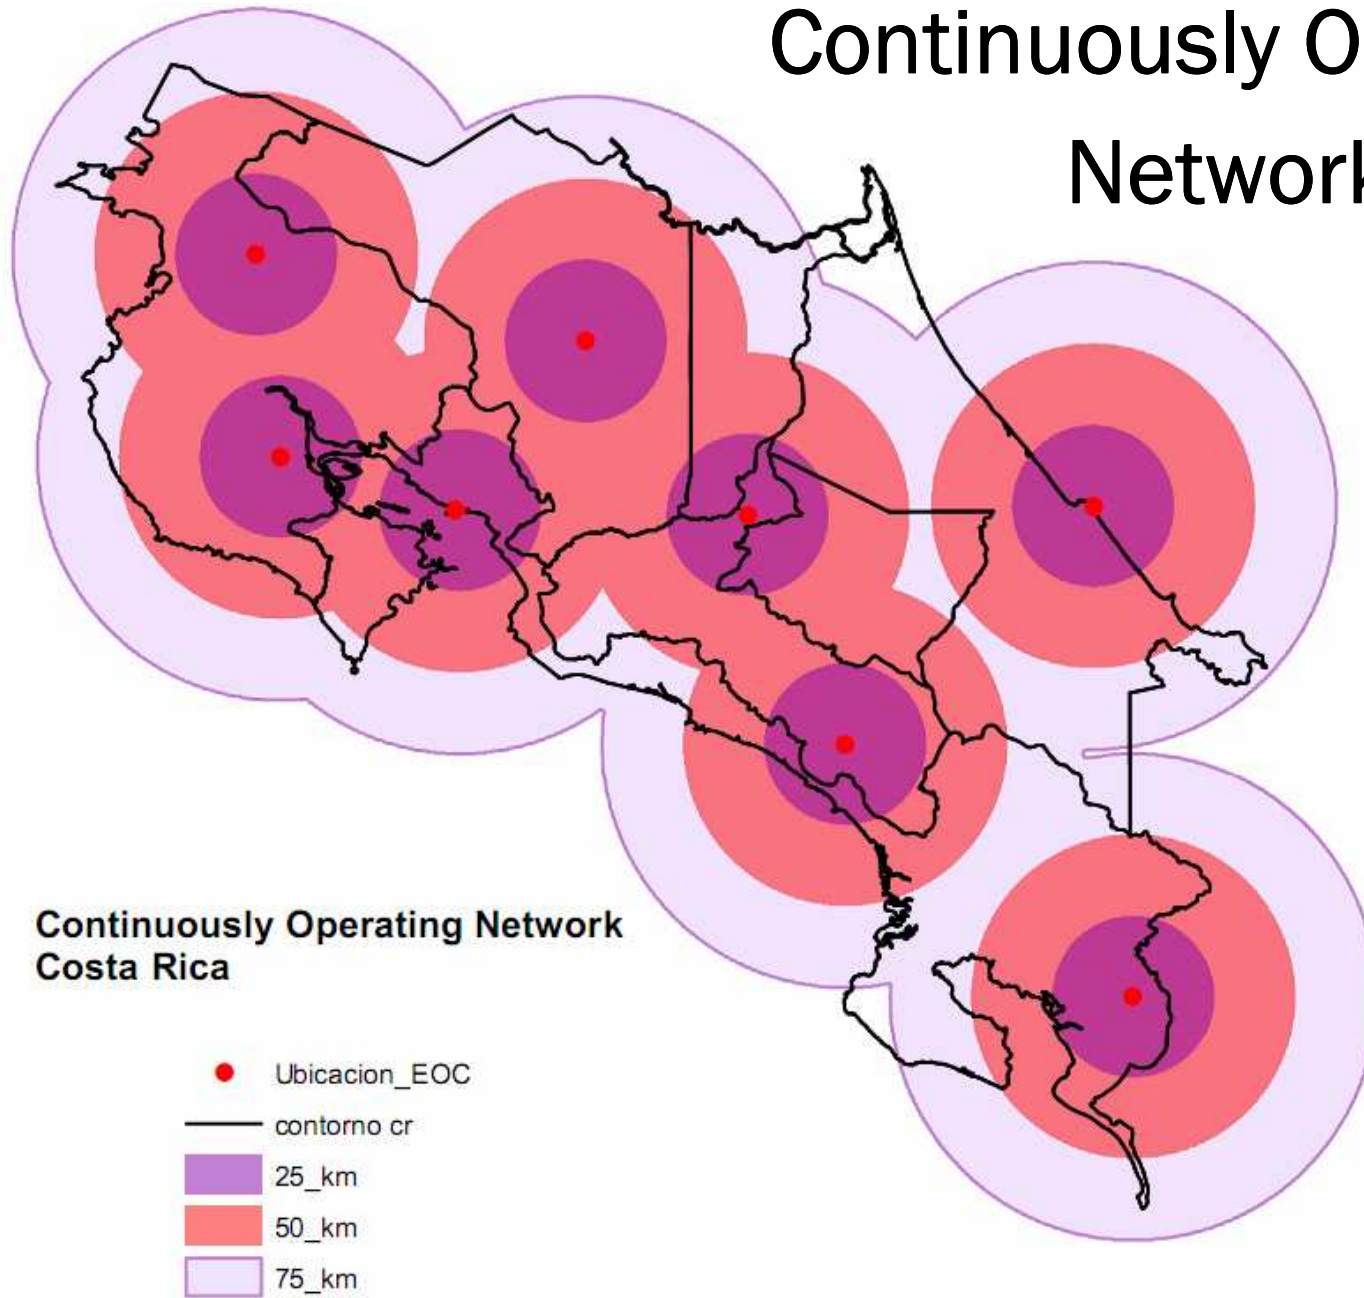 Continuously O
Network
Continuously Operating Network
Costa Rica
Ubicacion_EOC
contorno cr
25_km
50_km
75_km